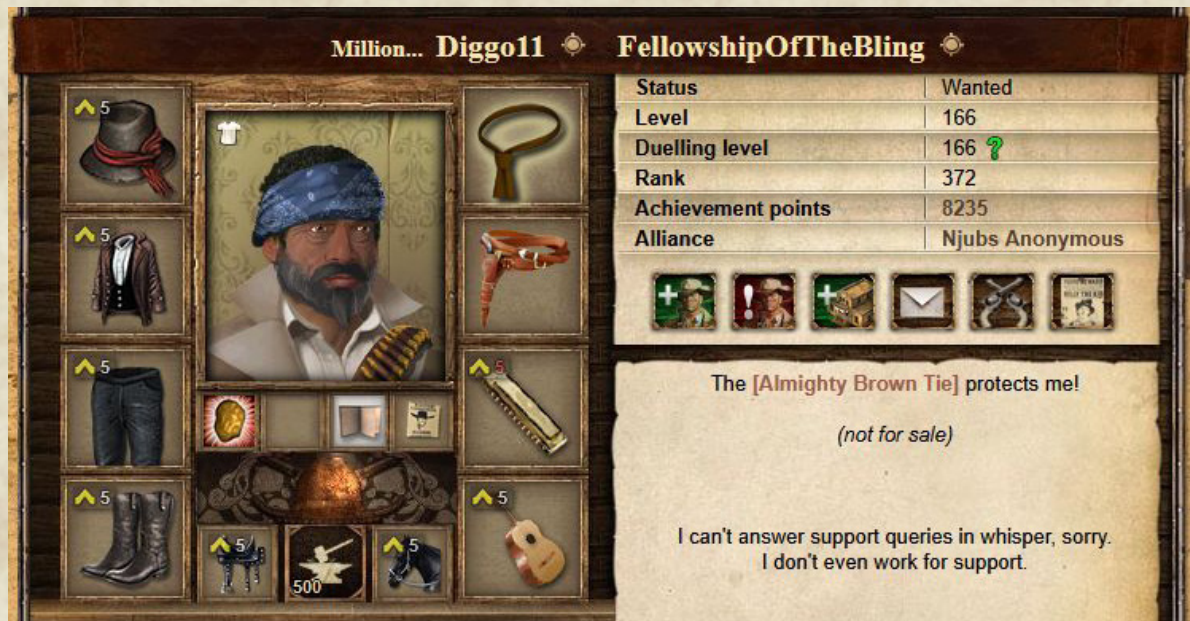 Million... Diggo11 FellowshipOfTheBling
Status Wanted
Level 166
Duelling level 166 ?
Rank 372
Achievement points 8235
Alliance Njubs Anonymous
5
5
5
5
5
5
500
5
5
The [Almighty Brown Tie] protects me!
(not for sale)
I can't answer support queries in whisper, sorry.
I don't even work for support.